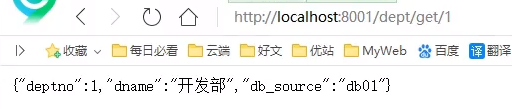 http://localhost:8001/dept/get/1
收藏 每日必看 云端 好文 优站 MyWeb 百度 译 翻
{"deptno":1,"dname":"开发部","db_source":"db01"}